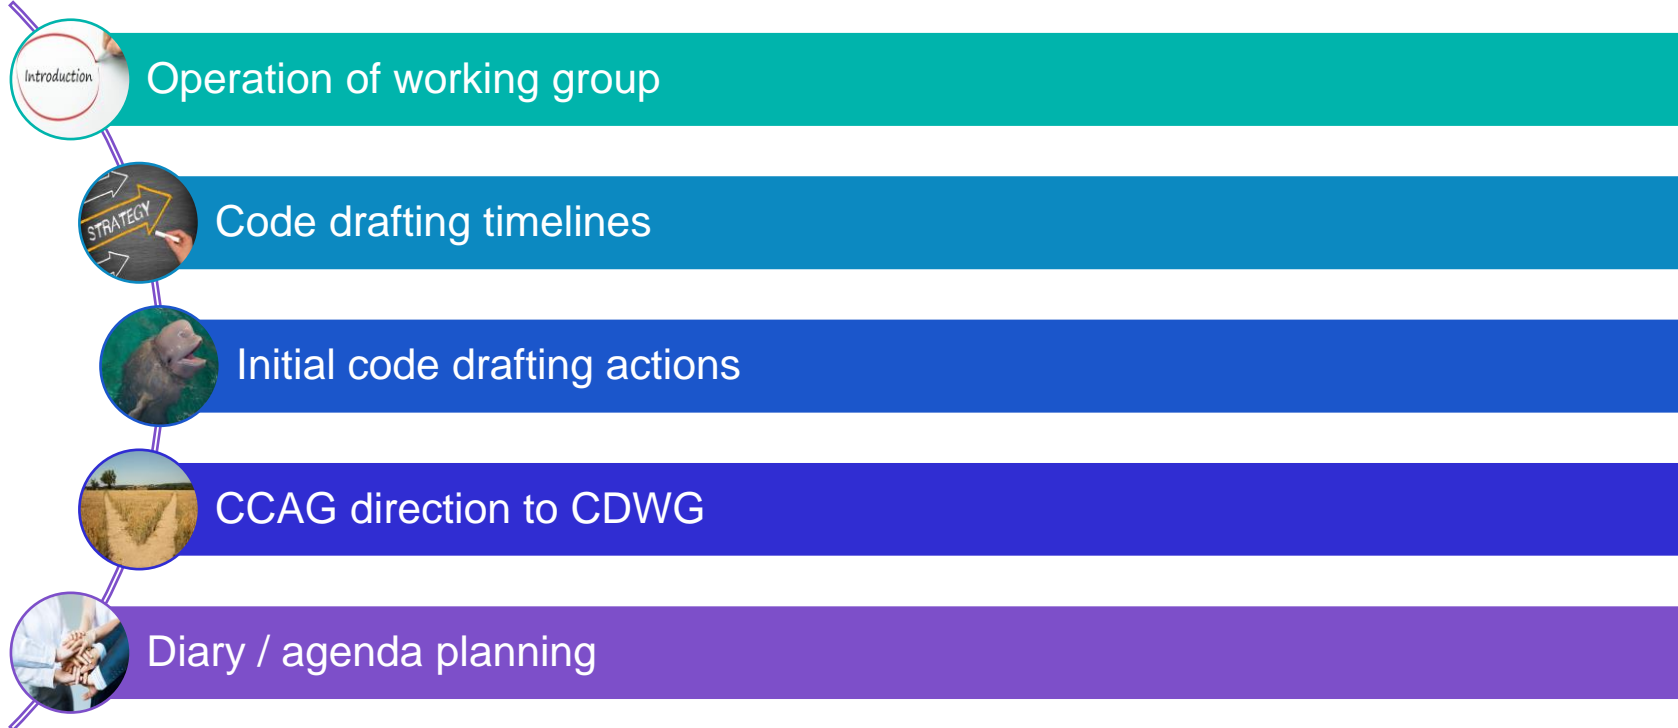 Introduction
Operation of working group
STRATEGY
Code drafting timelines
Initial code drafting actions
CCAG direction to CDWG
Diary / agenda planning